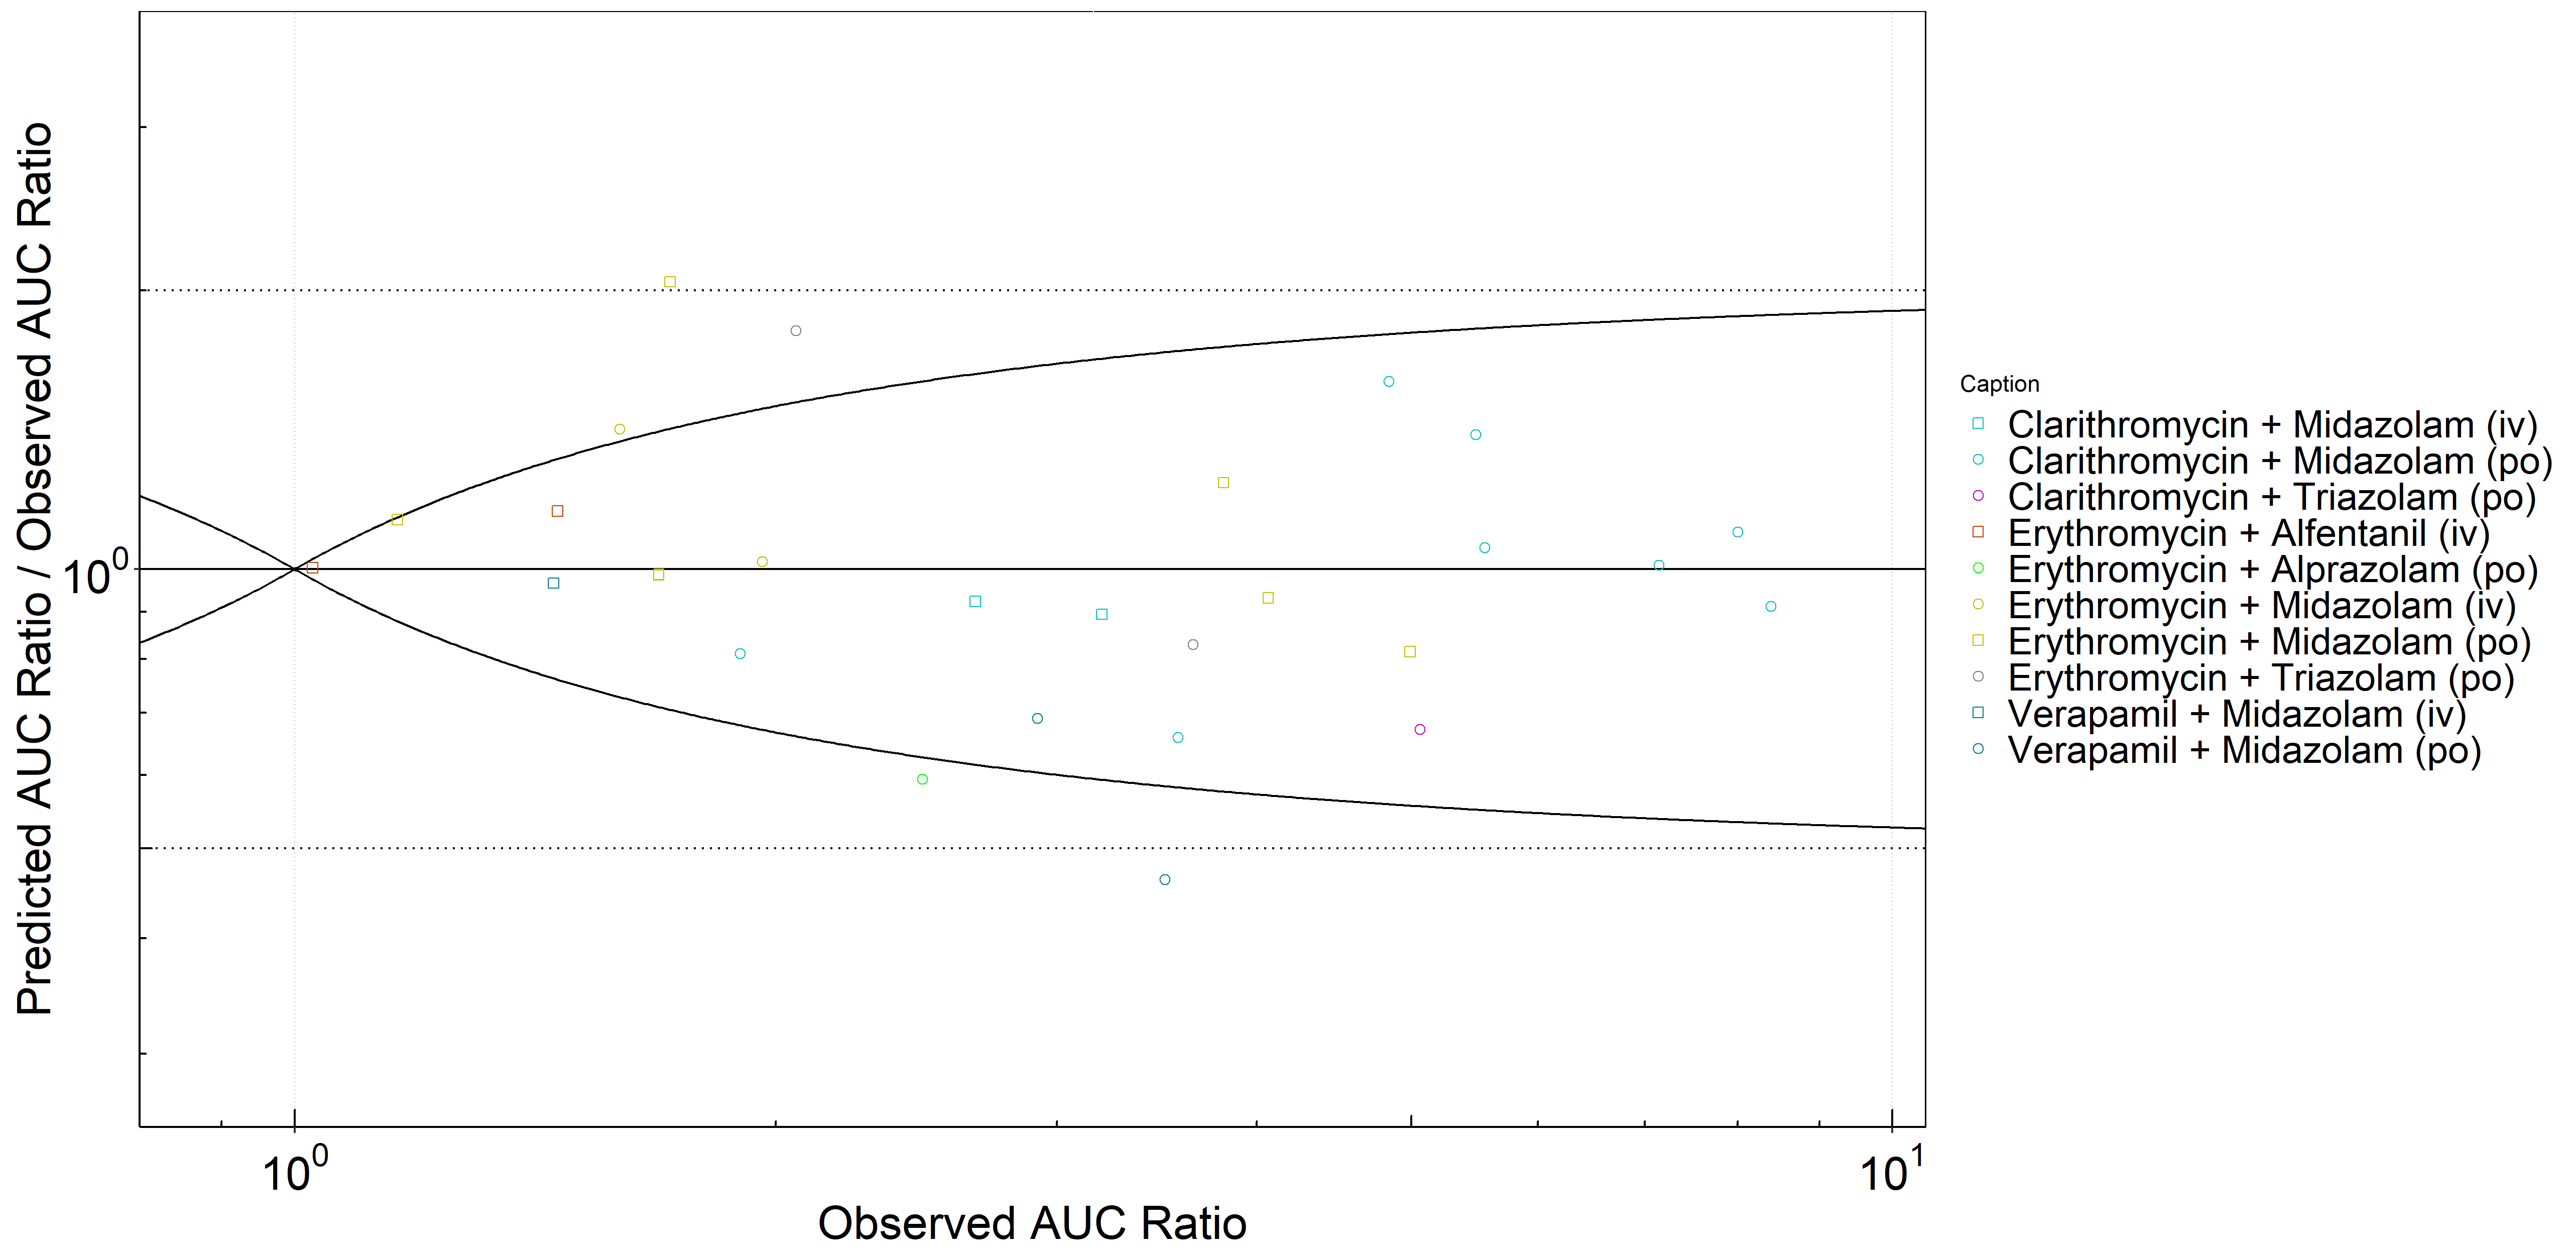 Predicted AUC Ratio / Observed AUC Ratio
10⁰
10⁰
10¹
Observed AUC Ratio
Caption
Clarithromycin + Midazolam (iv)
Clarithromycin + Midazolam (po)
Clarithromycin + Triazolam (po)
Erythromycin + Alfentanil (iv)
Erythromycin + Alprazolam (po)
Erythromycin + Midazolam (iv)
Erythromycin + Midazolam (po)
Erythromycin + Triazolam (po)
Verapamil + Midazolam (iv)
Verapamil + Midazolam (po)